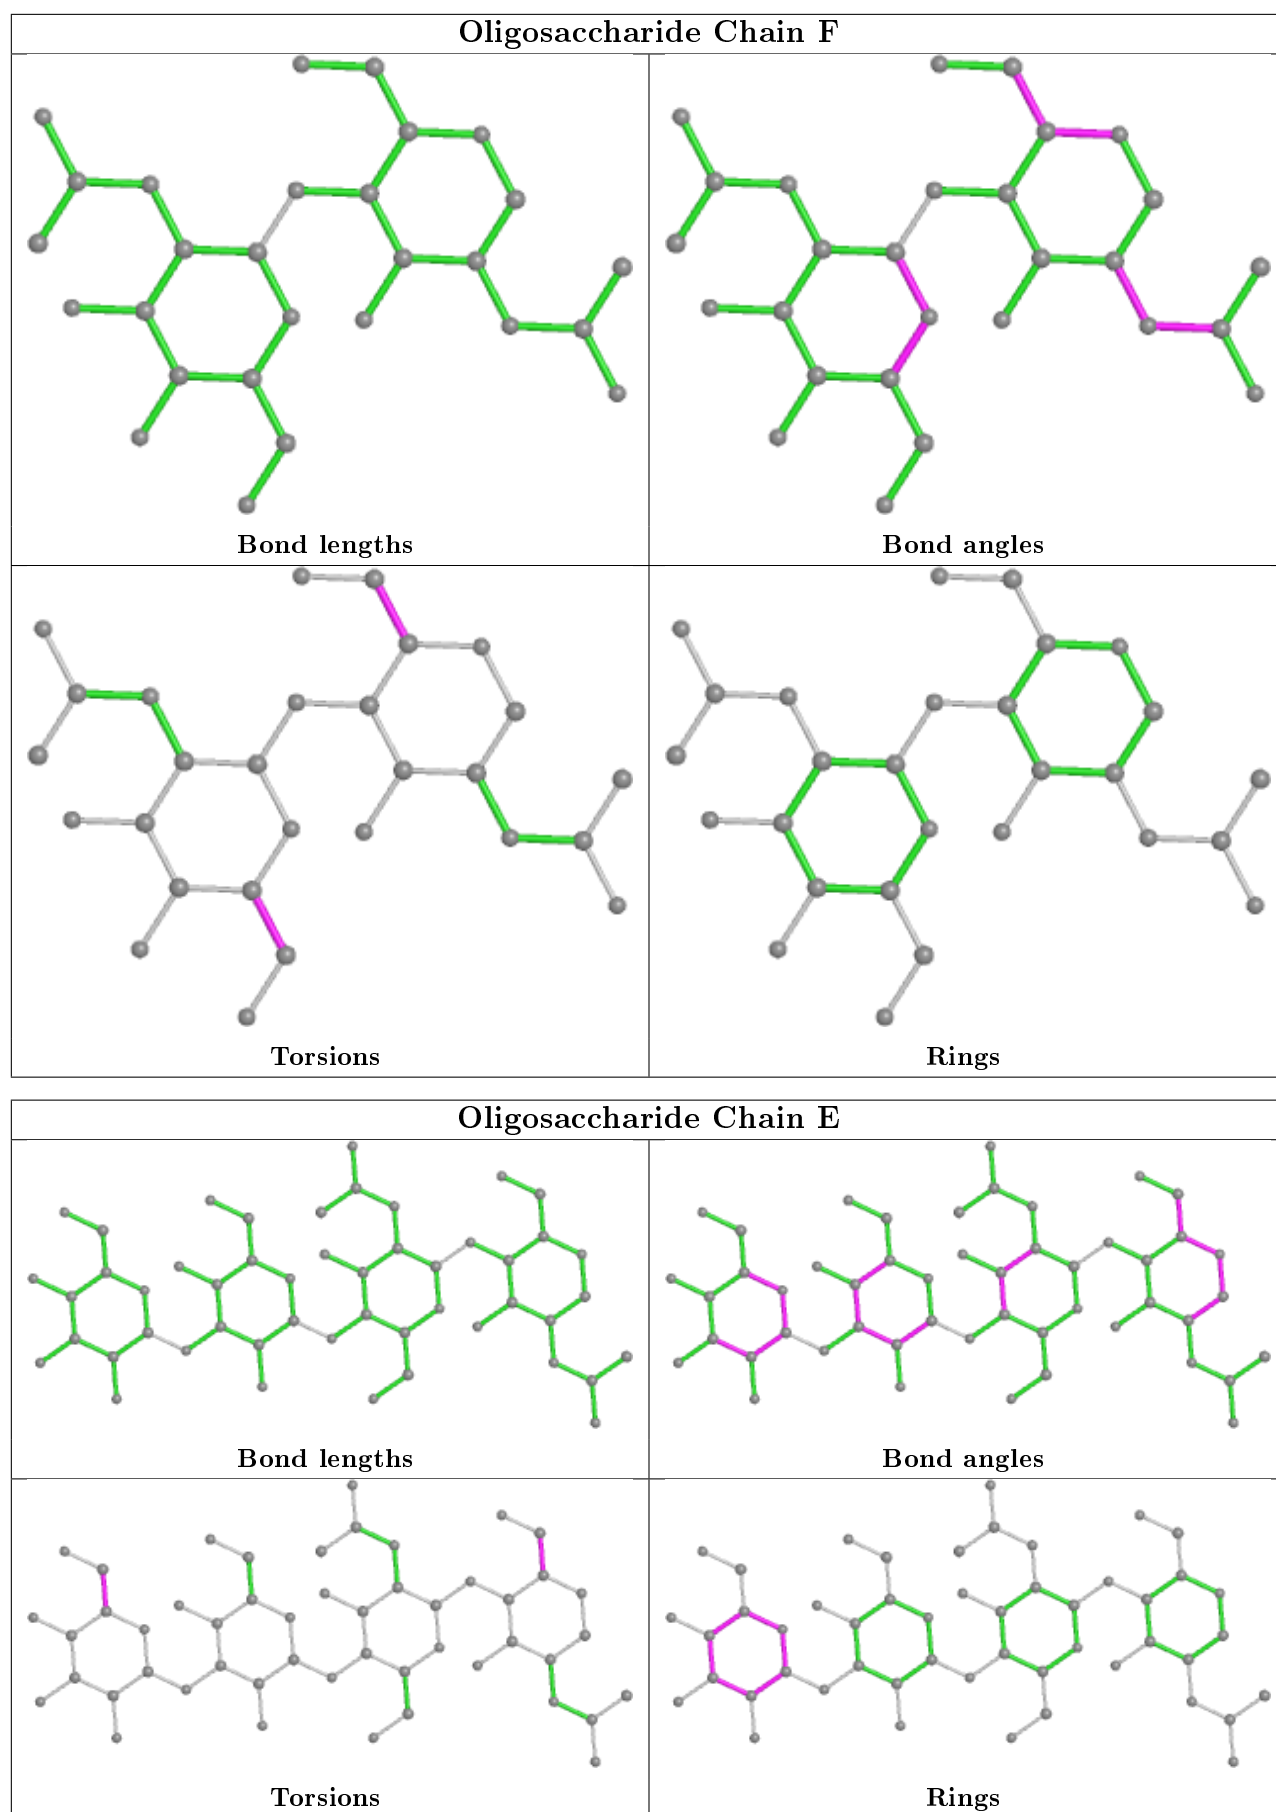 Oligosaccharide Chain F
Bond lengths
Bond angles
Torsions
Rings
Oligosaccharide Chain E
Bond lengths
Bond angles
Torsions
Rings